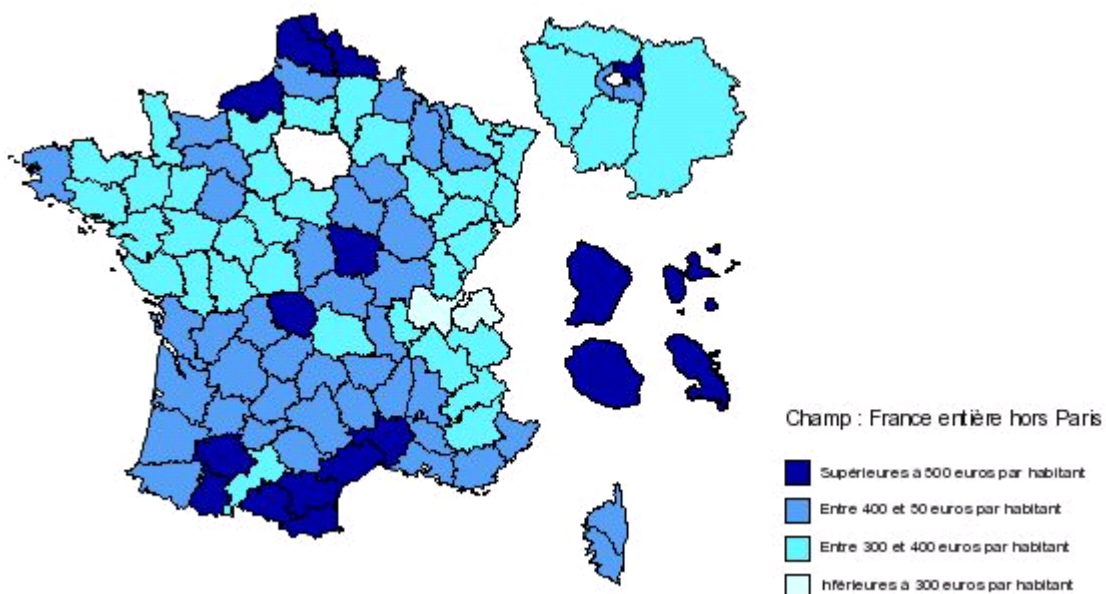 Champ : France entière hors Paris
Supérieures à 500 euros par habitant
Entre 400 et 50 euros par habitant
Entre 300 et 400 euros par habitant
Inférieures à 300 euros par habitant